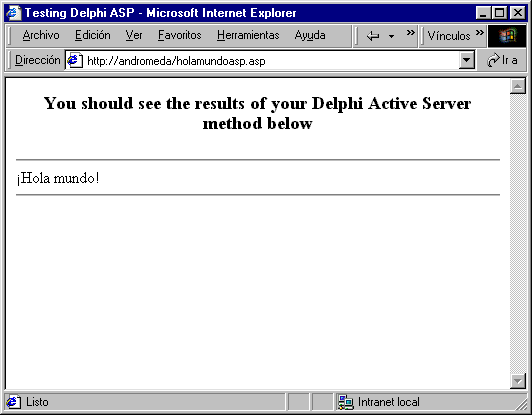 Testing Delphi ASP - Microsoft Internet Explorer
Archivo Edición Ver Favoritos Herramientas Ayuda Vínculos »
Dirección http://andromeda/holamundoasp.asp Ir a
You should see the results of your Delphi Active Server
method below
¡Hola mundo!
Listo Intranet local